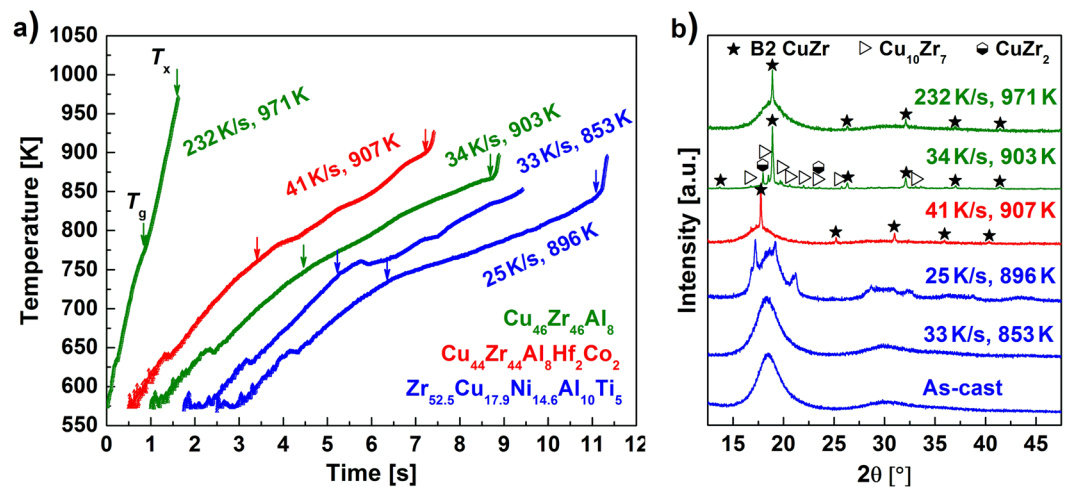 a)
1050
1000
950
900
850
800
750
700
650
600
550
Temperature [K]
0 1 2 3 4 5 6 7 8 9 10 11 12
Time [s]
Tx
Tg
232 K/s, 971 K
41 K/s, 907 K
34 K/s, 903 K
33 K/s, 853 K
25 K/s, 896 K
Cu46Zr46Al8
Cu44Zr44Al8Hf2Co2
Zr52.5Cu17.9Ni14.6Al10Ti5
b)
B2 CuZr Cu10Zr7 CuZr2
232 K/s, 971 K
34 K/s, 903 K
41 K/s, 907 K
25 K/s, 896 K
33 K/s, 853 K
As-cast
Intensity [a.u.]
15 20 25 30 35 40 45
2θ [°]